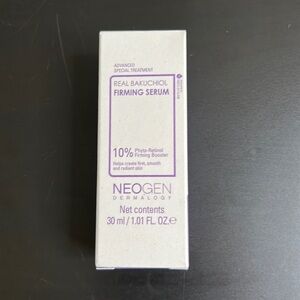 ADVANCED
SPECIAL TREATMENT
REAL BAKUCHIOL
FIRMING SERUM
10% Phyto-Retinol
Firming Booster
Helps create firm, smooth
and radiant skin
NEOGEN
DERMALOGY
Net contents
30 ml / 1.01 FL. OZ. ℮